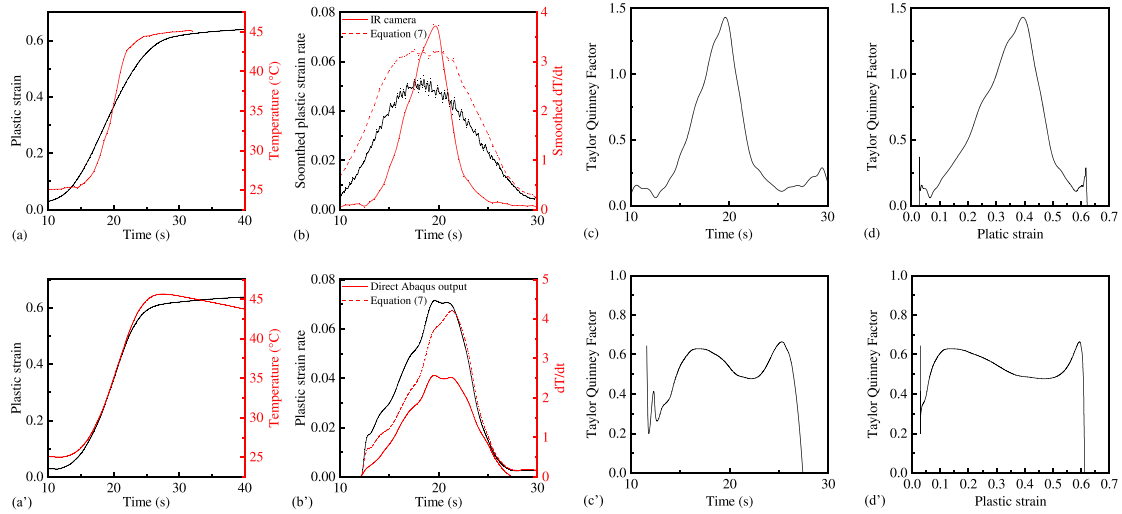 Plastic strain
0.6
0.4
0.2
0.0
45
40
35
30
25
Temperature (°C)
10 20 30 40
Time (s)
(a)
Soomthed plastic strain rate
0.08
0.06
0.04
0.02
0.00
IR camera
Equation (7)
4
3
2
1
0
Smoothed dT/dt
10 20 30
Time (s)
(b)
Taylor Quinney Factor
1.5
1.0
0.5
0.0
10 20 30
Time (s)
(c)
Taylor Quinney Factor
1.5
1.0
0.5
0.0
0.0 0.1 0.2 0.3 0.4 0.5 0.6 0.7
Platic strain
(d)
Plastic strain
0.6
0.4
0.2
0.0
45
40
35
30
25
Temperature (°C)
10 20 30 40
Time (s)
(a')
Plastic strain rate
0.08
0.06
0.04
0.02
0.00
Direct Abaqus output
Equation (7)
5
4
3
2
1
0
dT/dt
10 20 30
Time (s)
(b')
Taylor Quinney Factor
1.0
0.8
0.6
0.4
0.2
0.0
10 20 30
Time (s)
(c')
Taylor Quinney Factor
1.0
0.8
0.6
0.4
0.2
0.0
0.0 0.1 0.2 0.3 0.4 0.5 0.6 0.7
Plastic strain
(d')